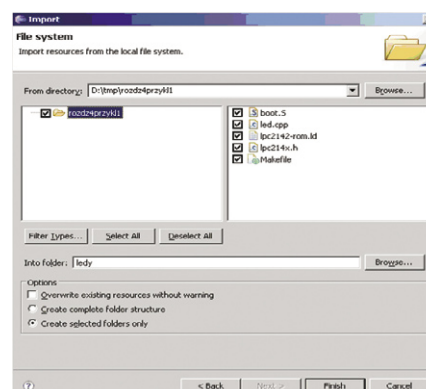 Import
File system
Import resources from the local file system.
From directory: D:\tmp\rozdz4przykl1
Browse...
rozdz4przykl1
boot.S
led.cpp
lpc2142-rom.ld
lpc214x.h
Makefile
Filter Types...
Select All
Deselect All
Into folder: ledy
Browse...
Options
Overwrite existing resources without warning
Create complete folder structure
Create selected folders only
?
< Back
Next >
Finish
Cancel